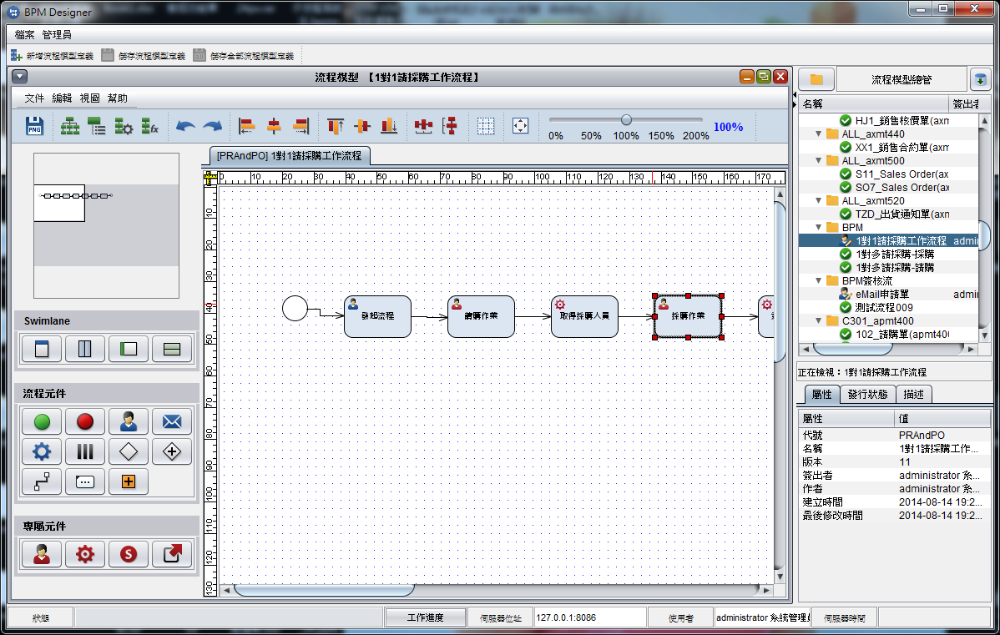 BPM Designer
檔案 管理員
新增流程模型定義 儲存流程模型定義 儲存全部流程模型定義
流程模型 【1對1請採購工作流程】
文件 編輯 視圖 幫助
PNG
fx
0% 50% 100% 150% 200% 100%
[PRAndPO] 1對1請採購工作流程
0 10 20 30 40 50 60 70 80 90 100 110 120 130 140 150 160 170
10
20
30
40
50
60
70
80
90
100
110
120
130
發起流程
請購作業
取得採購人員
採購作業
Swimlane
流程元件
專屬元件
S
流程模型總管
名稱 簽出者
HJ1_銷售核價單(axm
ALL_axmt440
XX1_銷售合約單(axm
ALL_axmt500
S11_Sales Order(ax
SO7_Sales Order(ax
ALL_axmt520
TZD_出貨通知單(axm
BPM
1對1請採購工作流程 admi
1對多請採購-採購
1對多請採購-請購
BPM簽核流
eMail申請單 admi
測試流程009
C301_apmt400
102_請購單(apmt400
正在檢視：1對1請採購工作流程
屬性 發行狀態 描述
屬性 值
代號 PRAndPO
名稱 1對1請採購工作...
版本 11
簽出者 administrator 系...
作者 administrator 系...
建立時間 2014-08-14 19:2...
最後修改時間 2014-08-14 19:2...
狀態 工作進度 伺服器位址 127.0.0.1:8086 使用者 administrator 系統管理員 伺服器時間